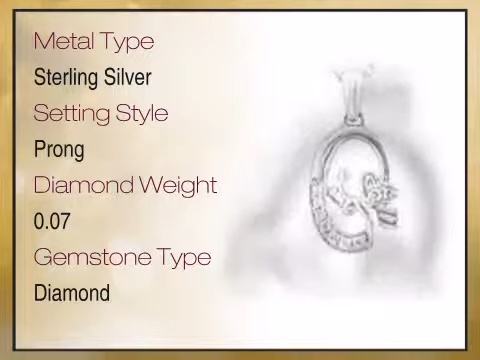 Metal Type
Sterling Silver
Setting Style
Prong
Diamond Weight
0.07
Gemstone Type
Diamond